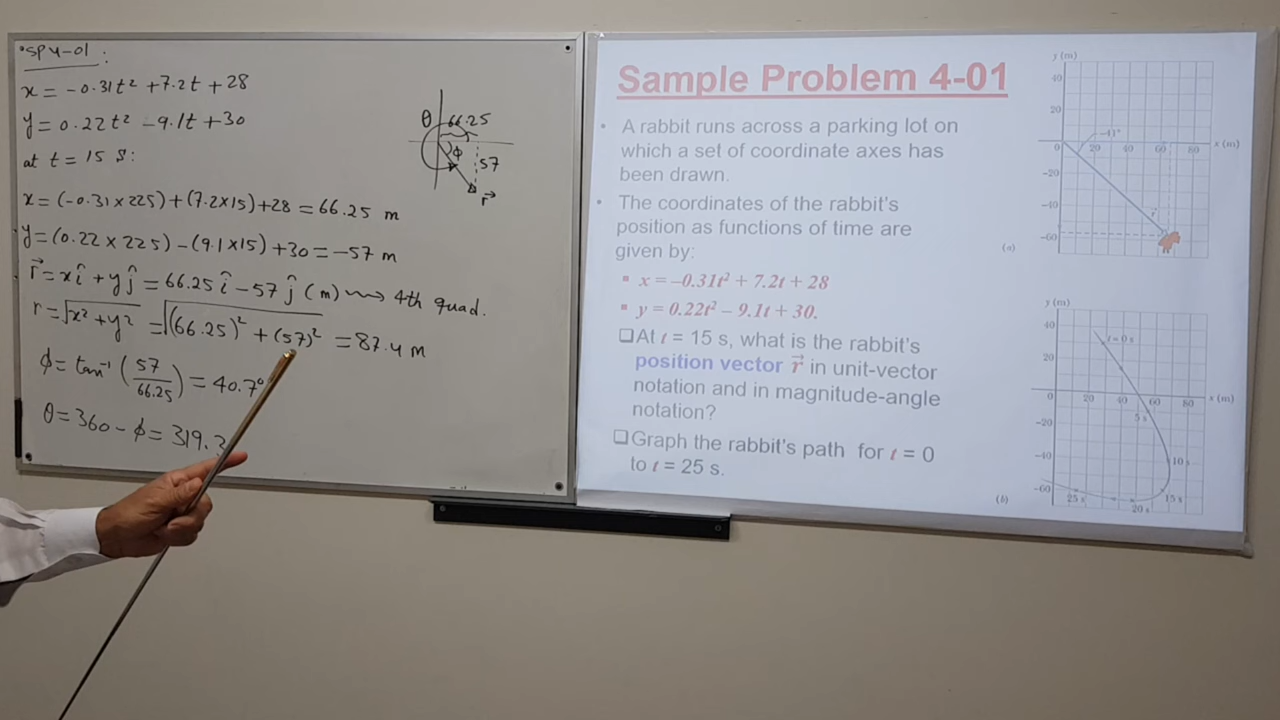 •SP4-01:
x = -0.31t² + 7.2t + 28
y = 0.22t² - 9.1t + 30
at t = 15 s:
x = (-0.31×225) + (7.2×15) + 28 = 66.25 m
y = (0.22×225) - (9.1×15) + 30 = -57 m
r⃗ = xî + yĵ = 66.25 î - 57 ĵ (m) ⇝ 4th quad.
r = √x² + y² = √(66.25)² + (57)² = 87.4 m
ϕ = tan⁻¹ (57/66.25) = 40.7°
θ = 360 - ϕ = 319.3
θ 66.25
ϕ 57
r⃗
Sample Problem 4-01
• A rabbit runs across a parking lot on
which a set of coordinate axes has
been drawn.
• The coordinates of the rabbit's
position as functions of time are
given by:
▪ x = –0.31t² + 7.2t + 28
▪ y = 0.22t² – 9.1t + 30.
❑At t = 15 s, what is the rabbit's
position vector r⃗ in unit-vector
notation and in magnitude-angle
notation?
❑Graph the rabbit's path for t = 0
to t = 25 s.
y (m)
40
20
0 20 40 60 80 x (m)
–41°
-20
-40
r⃗
-60
(a)
y (m)
40
t = 0 s
20
0 20 40 60 80 x (m)
5 s
-20
-40
10 s
-60
25 s 20 s 15 s
(b)